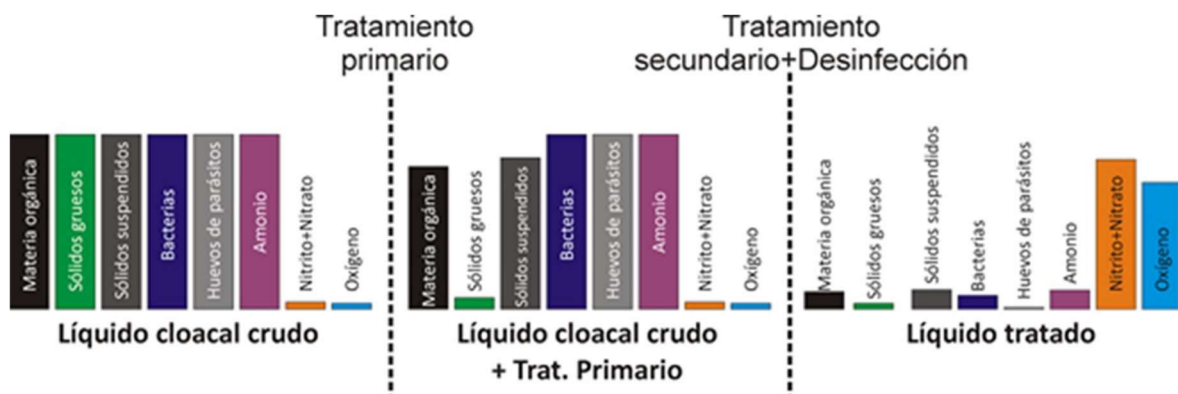 Tratamiento
primario
Tratamiento
secundario+Desinfección
Materia orgánica
Sólidos gruesos
Sólidos suspendidos
Bacterias
Huevos de parásitos
Amonio
Nitrito+Nitrato
Oxígeno
Líquido cloacal crudo
Materia orgánica
Sólidos gruesos
Sólidos suspendidos
Bacterias
Huevos de parásitos
Amonio
Nitrito+Nitrato
Oxígeno
Líquido cloacal crudo
+ Trat. Primario
Materia orgánica
Sólidos gruesos
Sólidos suspendidos
Bacterias
Huevos de parásitos
Amonio
Nitrito+Nitrato
Oxígeno
Líquido tratado